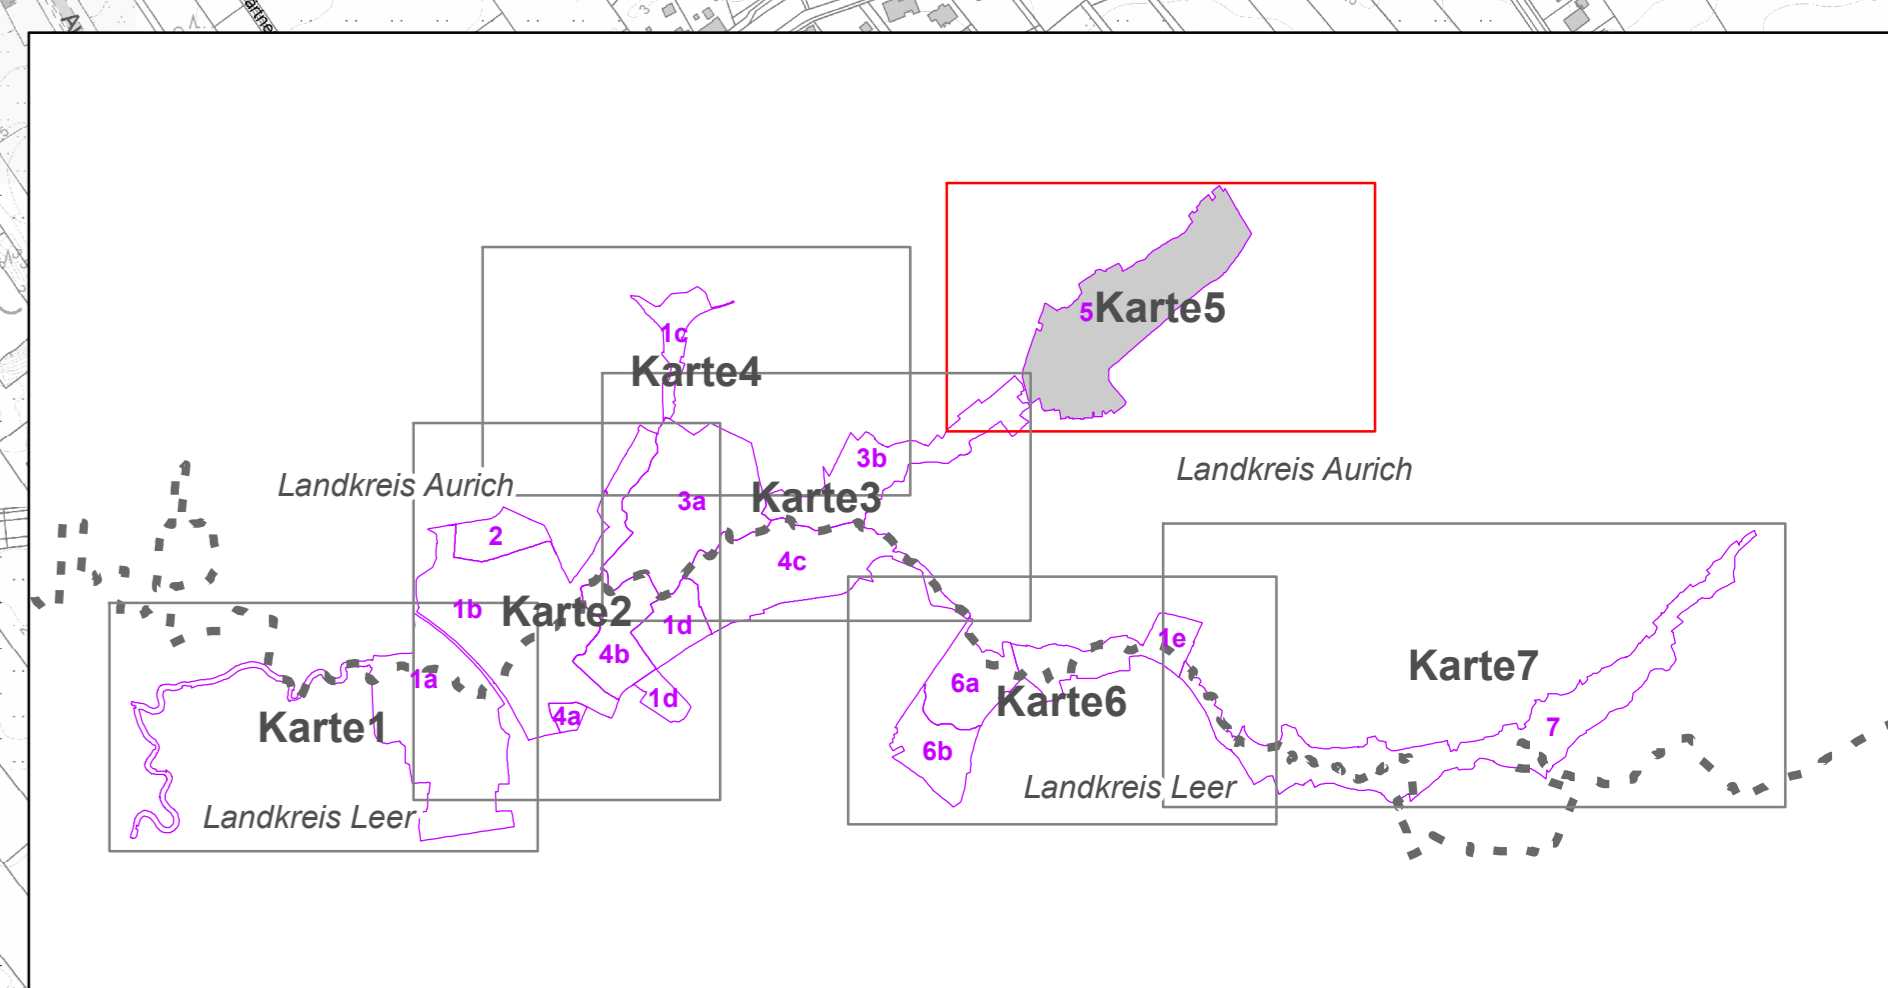 5Karte5
1c
Karte4
3b
Landkreis Aurich
Landkreis Aurich
3a
Karte3
2
4c
1b
Karte2
1d
1e
4b
Karte7
1a
6a
1d
Karte6
4a
Karte1
7
6b
Landkreis Leer
Landkreis Leer